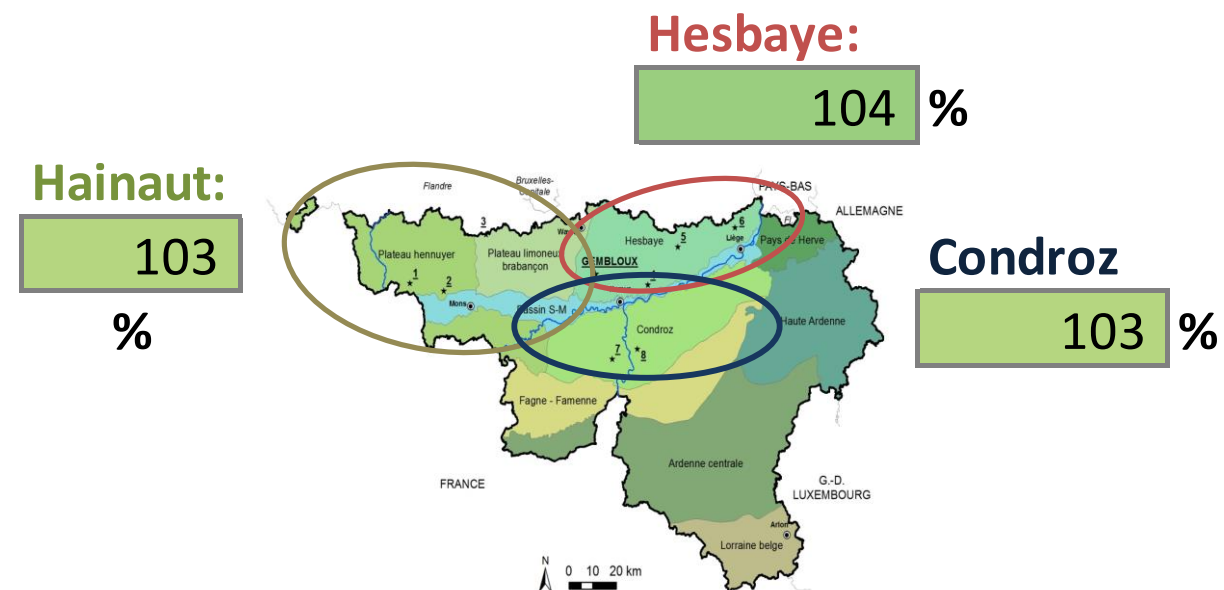 Hesbaye:
104 %
Hainaut:
103
%
Condroz
103 %
Flandre
Bruxelles-
Capitale
PAYS-BAS
ALLEMAGNE
3
6
5
Liège
Hesbaye
Pays de Herve
Plateau hennuyer
Plateau limoneux
brabançon
GEMBLOUX
1
2
Mons
Bassin S-M
Condroz
Haute Ardenne
7
8
Fagne - Famenne
Ardenne centrale
FRANCE
G.-D.
LUXEMBOURG
Arlon
Lorraine belge
N
0 10 20 km